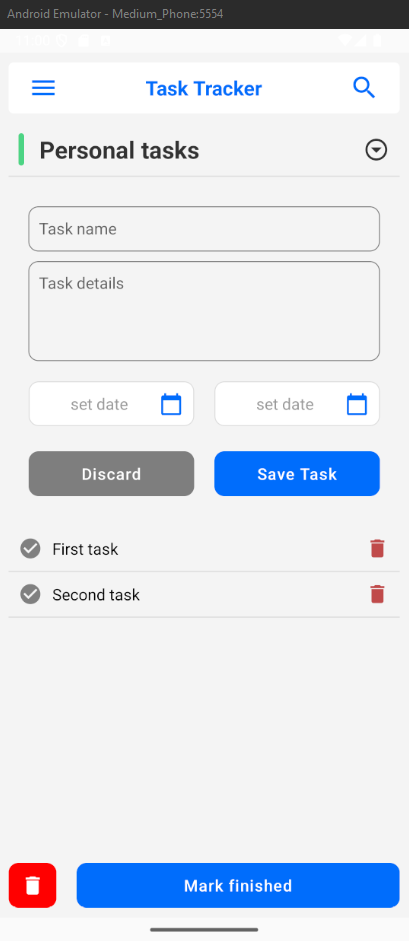 Android Emulator - Medium_Phone:5554
Task Tracker
Personal tasks
Task name
Task details
set date set date
Discard Save Task
First task
Second task
Mark finished